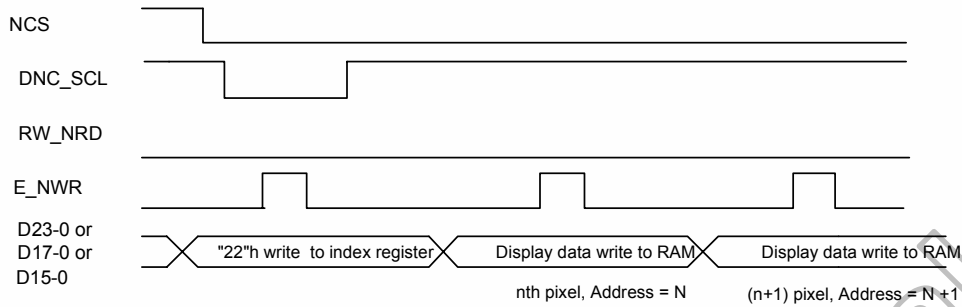 NCS
DNC_SCL
RW_NRD
E_NWR
D23-0 or
D17-0 or
D15-0
"22"h write to index register
Display data write to RAM
Display data write to RAM
nth pixel, Address = N
(n+1) pixel, Address = N +1